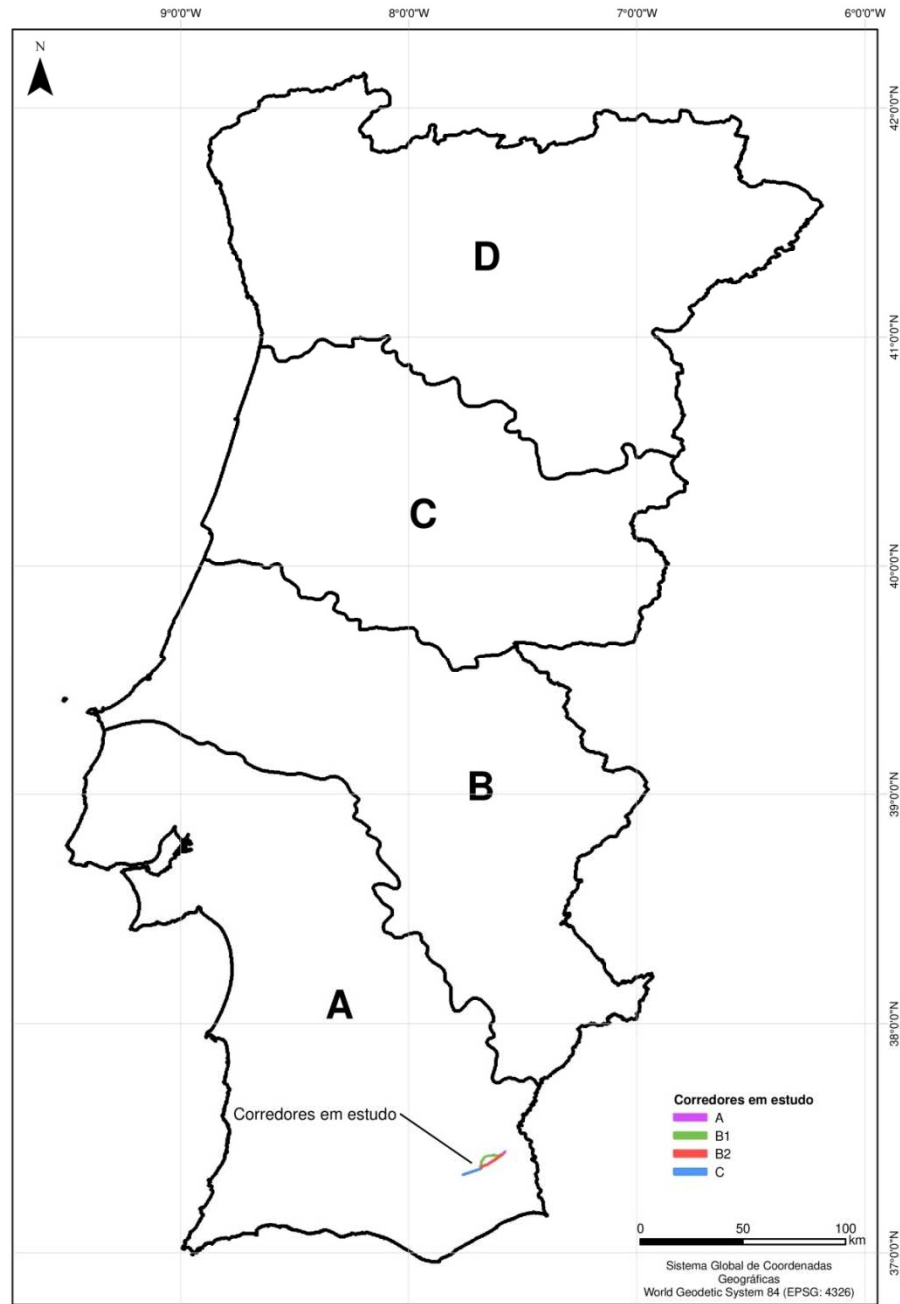 9°0'0"W 8°0'0"W 7°0'0"W 6°0'0"W
N
42°0'0"N
D
41°0'0"N
C
40°0'0"N
B
39°0'0"N
A
38°0'0"N
Corredores em estudo
Corredores em estudo
A
B1
B2
C
0 50 100
km
Sistema Global de Coordenadas
Geográficas
World Geodetic System 84 (EPSG: 4326)
37°0'0"N